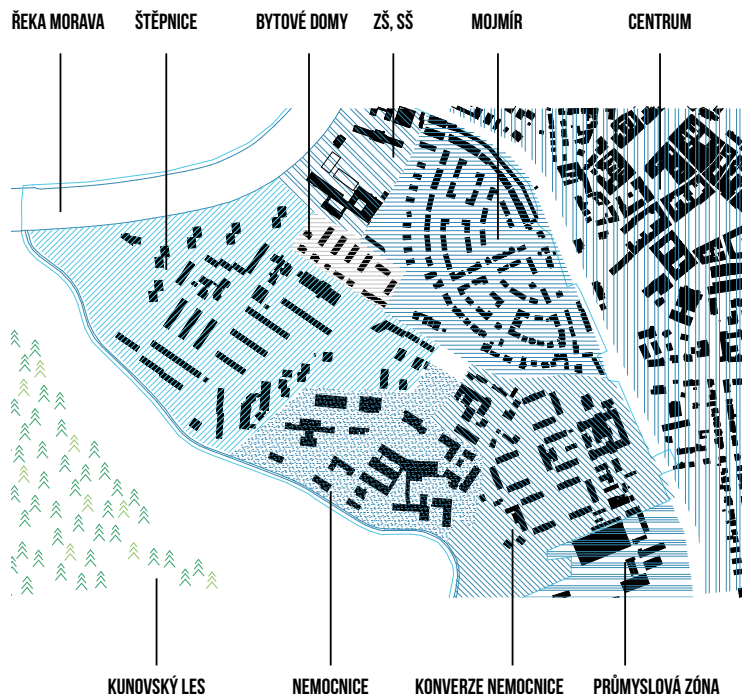 ŘEKA MORAVA
ŠTĚPNICE
BYTOVÉ DOMY
ZŠ, SŠ
MOJMÍR
CENTRUM
KUNOVSKÝ LES
NEMOCNICE
KONVERZE NEMOCNICE
PRŮMYSLOVÁ ZÓNA